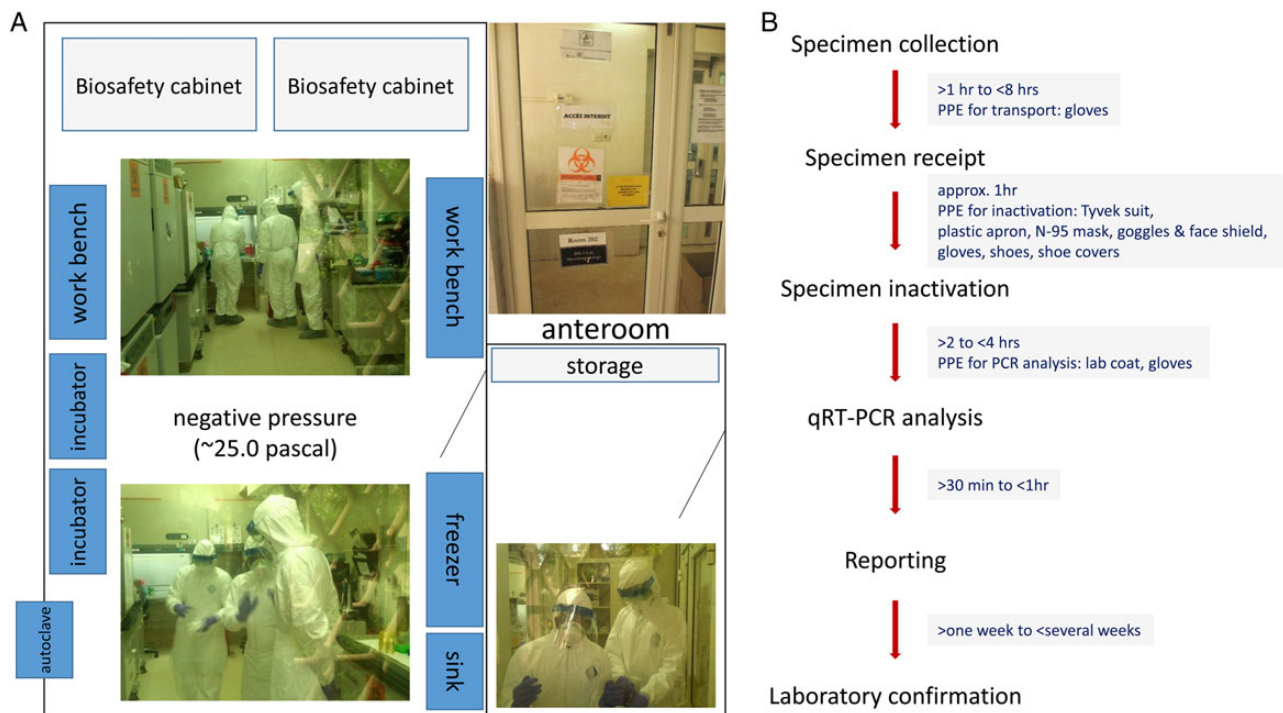 A
Biosafety cabinet
Biosafety cabinet
work bench
work bench
ACCÈS INTERDIT
Room 202
anteroom
storage
incubator
negative pressure
(~25.0 pascal)
incubator
freezer
autoclave
sink
B
Specimen collection
>1 hr to <8 hrs
PPE for transport: gloves
Specimen receipt
approx. 1hr
PPE for inactivation: Tyvek suit,
plastic apron, N-95 mask, goggles & face shield,
gloves, shoes, shoe covers
Specimen inactivation
>2 to <4 hrs
PPE for PCR analysis: lab coat, gloves
qRT-PCR analysis
>30 min to <1hr
Reporting
>one week to <several weeks
Laboratory confirmation